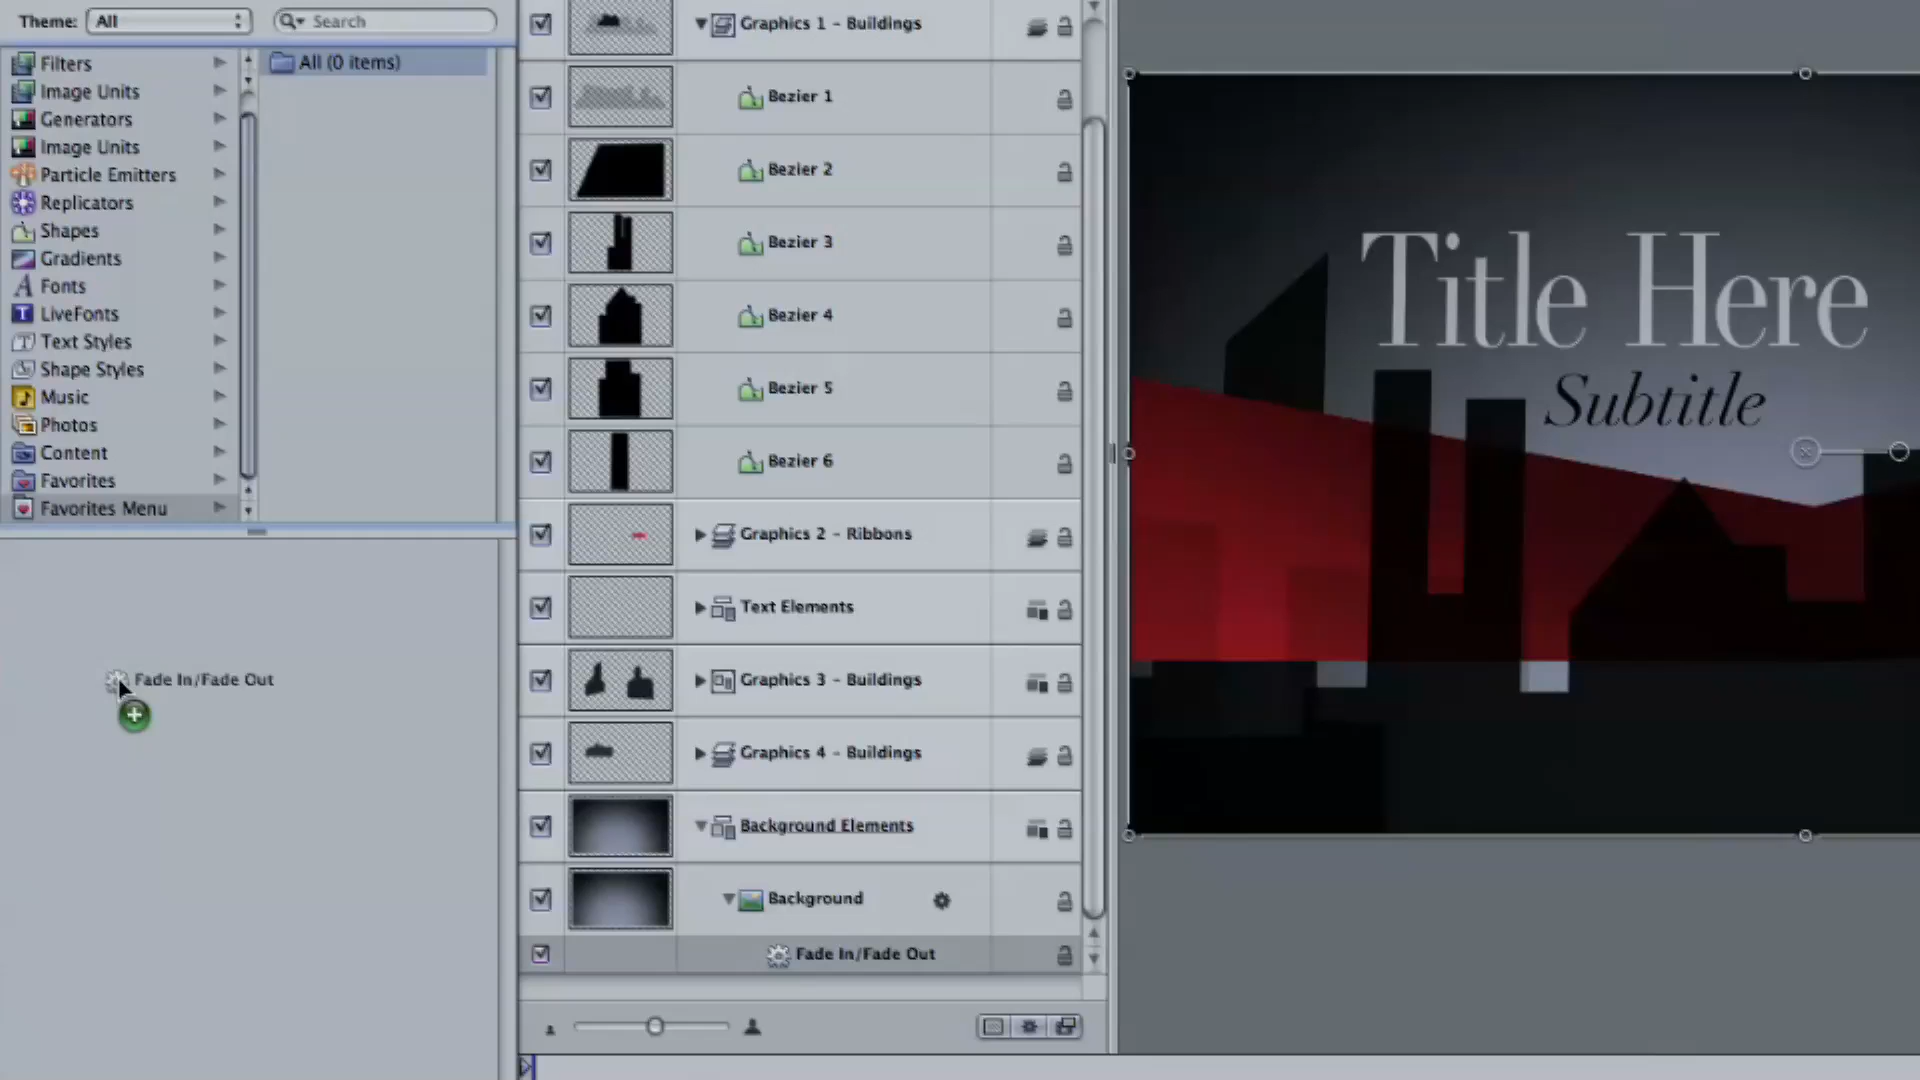 Theme: All
Search
Filters
Image Units
Generators
Image Units
Particle Emitters
Replicators
Shapes
Gradients
Fonts
LiveFonts
Text Styles
Shape Styles
Music
Photos
Content
Favorites
Favorites Menu
All (0 items)
Fade In/Fade Out
Graphics 1 - Buildings
Bezier 1
Bezier 2
Bezier 3
Bezier 4
Bezier 5
Bezier 6
Graphics 2 - Ribbons
Text Elements
Graphics 3 - Buildings
Graphics 4 - Buildings
Background Elements
Background
Fade In/Fade Out
Title Here
Subtitle